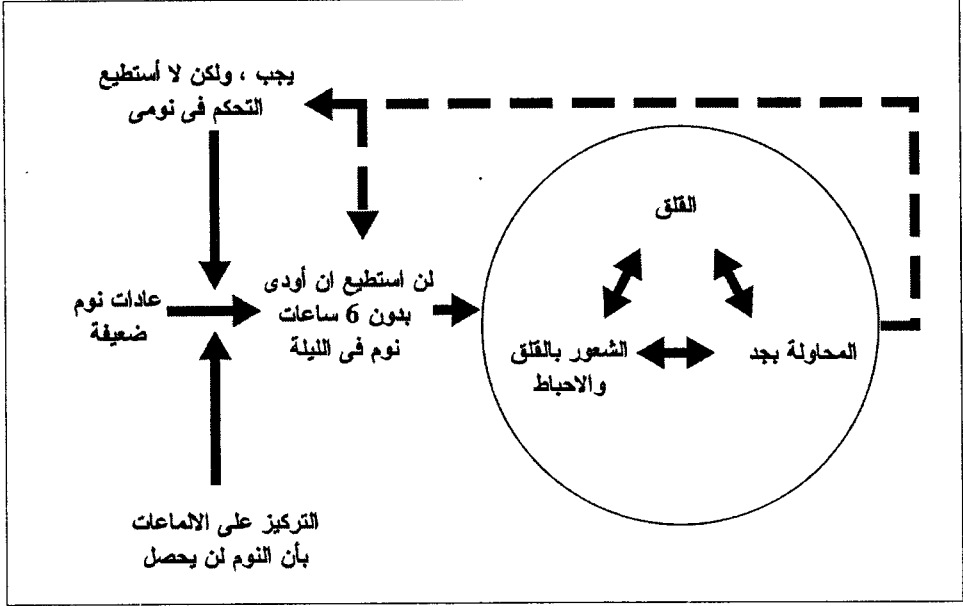 يجب ، ولكن لا أستطيع
التحكم فى نومى
القلق
لن استطيع ان أودى
بدون 6 ساعات
نوم فى الليلة
عادات نوم
ضعيفة
المحاولة بجد
الشعور بالقلق
والاحباط
التركيز على الالماعات
بأن النوم لن يحصل